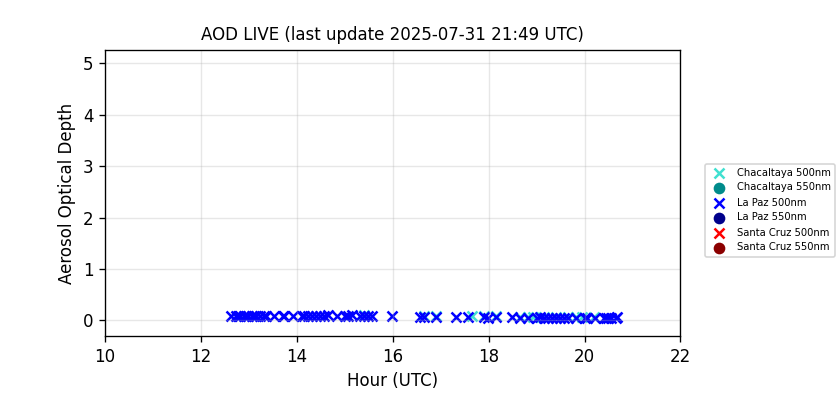 AOD LIVE (last update 2025-07-31 21:49 UTC)
Aerosol Optical Depth
5
4
3
2
1
0
10 12 14 16 18 20 22
Hour (UTC)
Chacaltaya 500nm
Chacaltaya 550nm
La Paz 500nm
La Paz 550nm
Santa Cruz 500nm
Santa Cruz 550nm